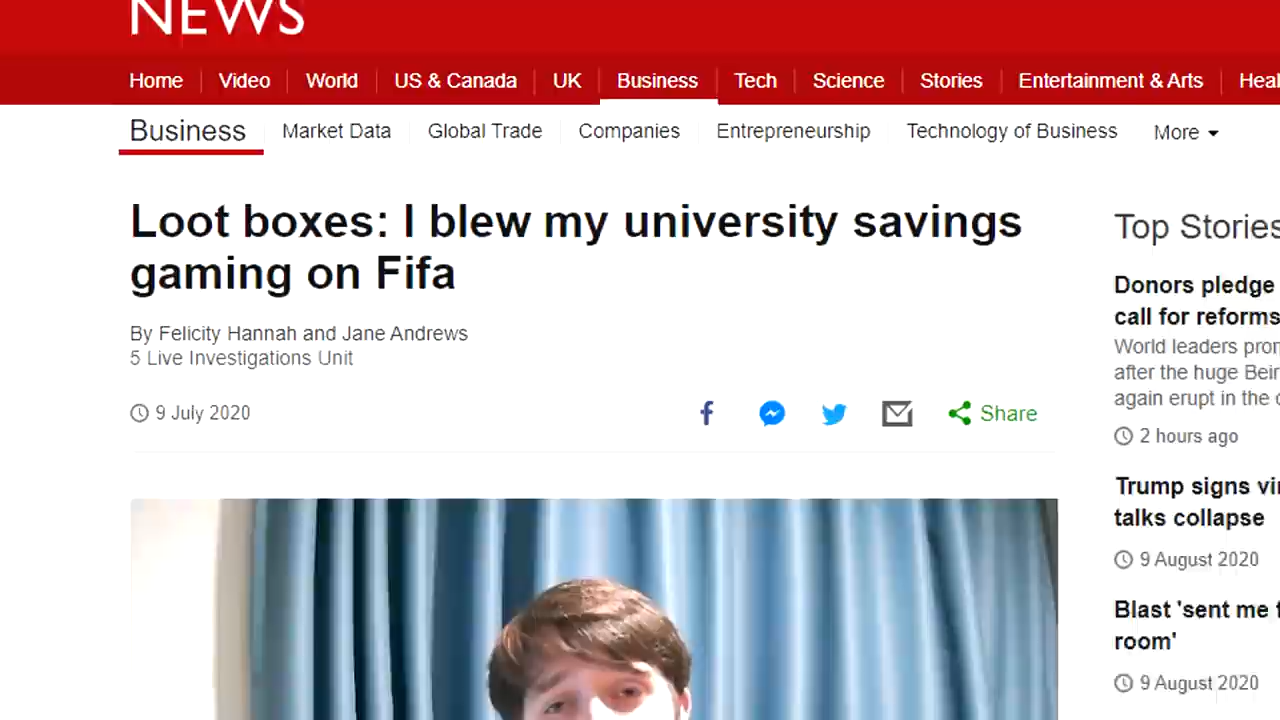 NEWS
Home Video World US & Canada UK Business Tech Science Stories Entertainment & Arts
Business Market Data Global Trade Companies Entrepreneurship Technology of Business More
Loot boxes: I blew my university savings
gaming on Fifa
By Felicity Hannah and Jane Andrews
5 Live Investigations Unit
9 July 2020
Share
Top Stories
Donors pledge
call for reforms
World leaders
after the huge
again erupt in the
2 hours ago
Trump signs
talks collapse
9 August 2020
Blast 'sent me
room'
9 August 2020